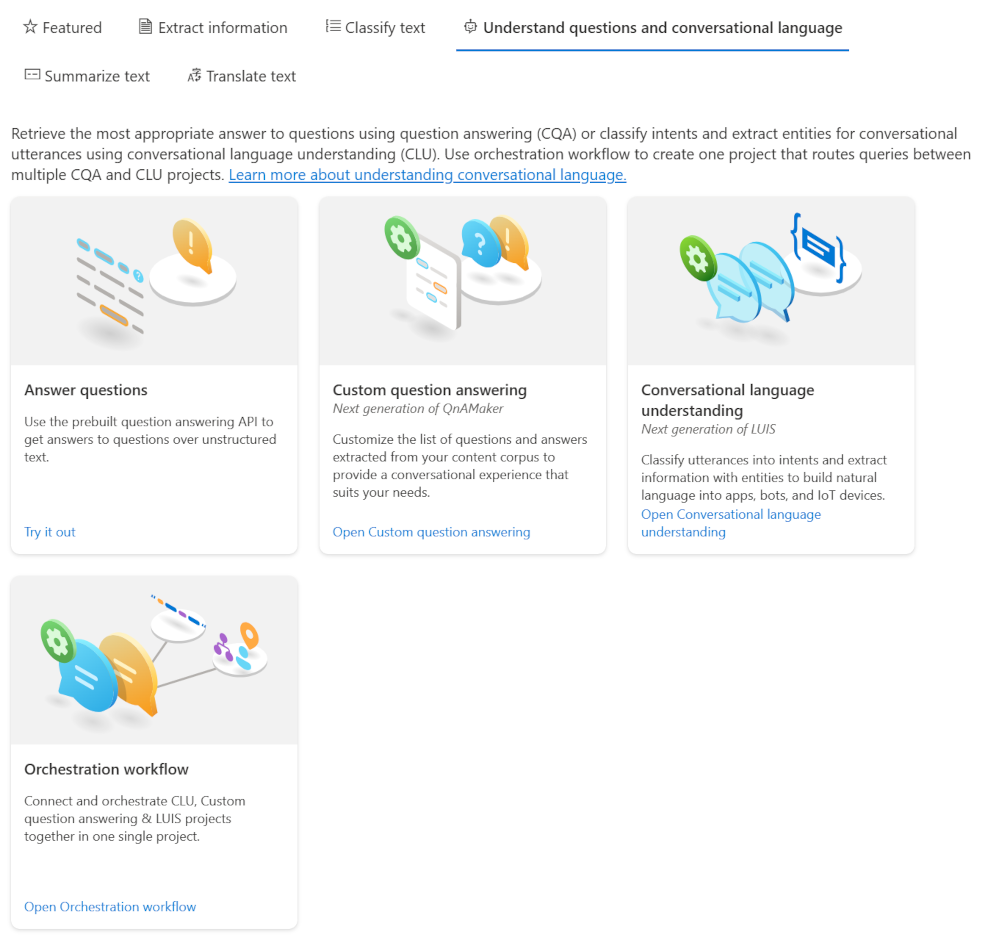 Featured
Extract information
Classify text
Understand questions and conversational language
Summarize text
Translate text
Retrieve the most appropriate answer to questions using question answering (CQA) or classify intents and extract entities for conversational
utterances using conversational language understanding (CLU). Use orchestration workflow to create one project that routes queries between
multiple CQA and CLU projects. Learn more about understanding conversational language.
Answer questions
Use the prebuilt question answering API to
get answers to questions over unstructured
text.
Try it out
Custom question answering
Next generation of QnAMaker
Customize the list of questions and answers
extracted from your content corpus to
provide a conversational experience that
suits your needs.
Open Custom question answering
Conversational language
understanding
Next generation of LUIS
Classify utterances into intents and extract
information with entities to build natural
language into apps, bots, and IoT devices.
Open Conversational language
understanding
Orchestration workflow
Connect and orchestrate CLU, Custom
question answering & LUIS projects
together in one single project.
Open Orchestration workflow